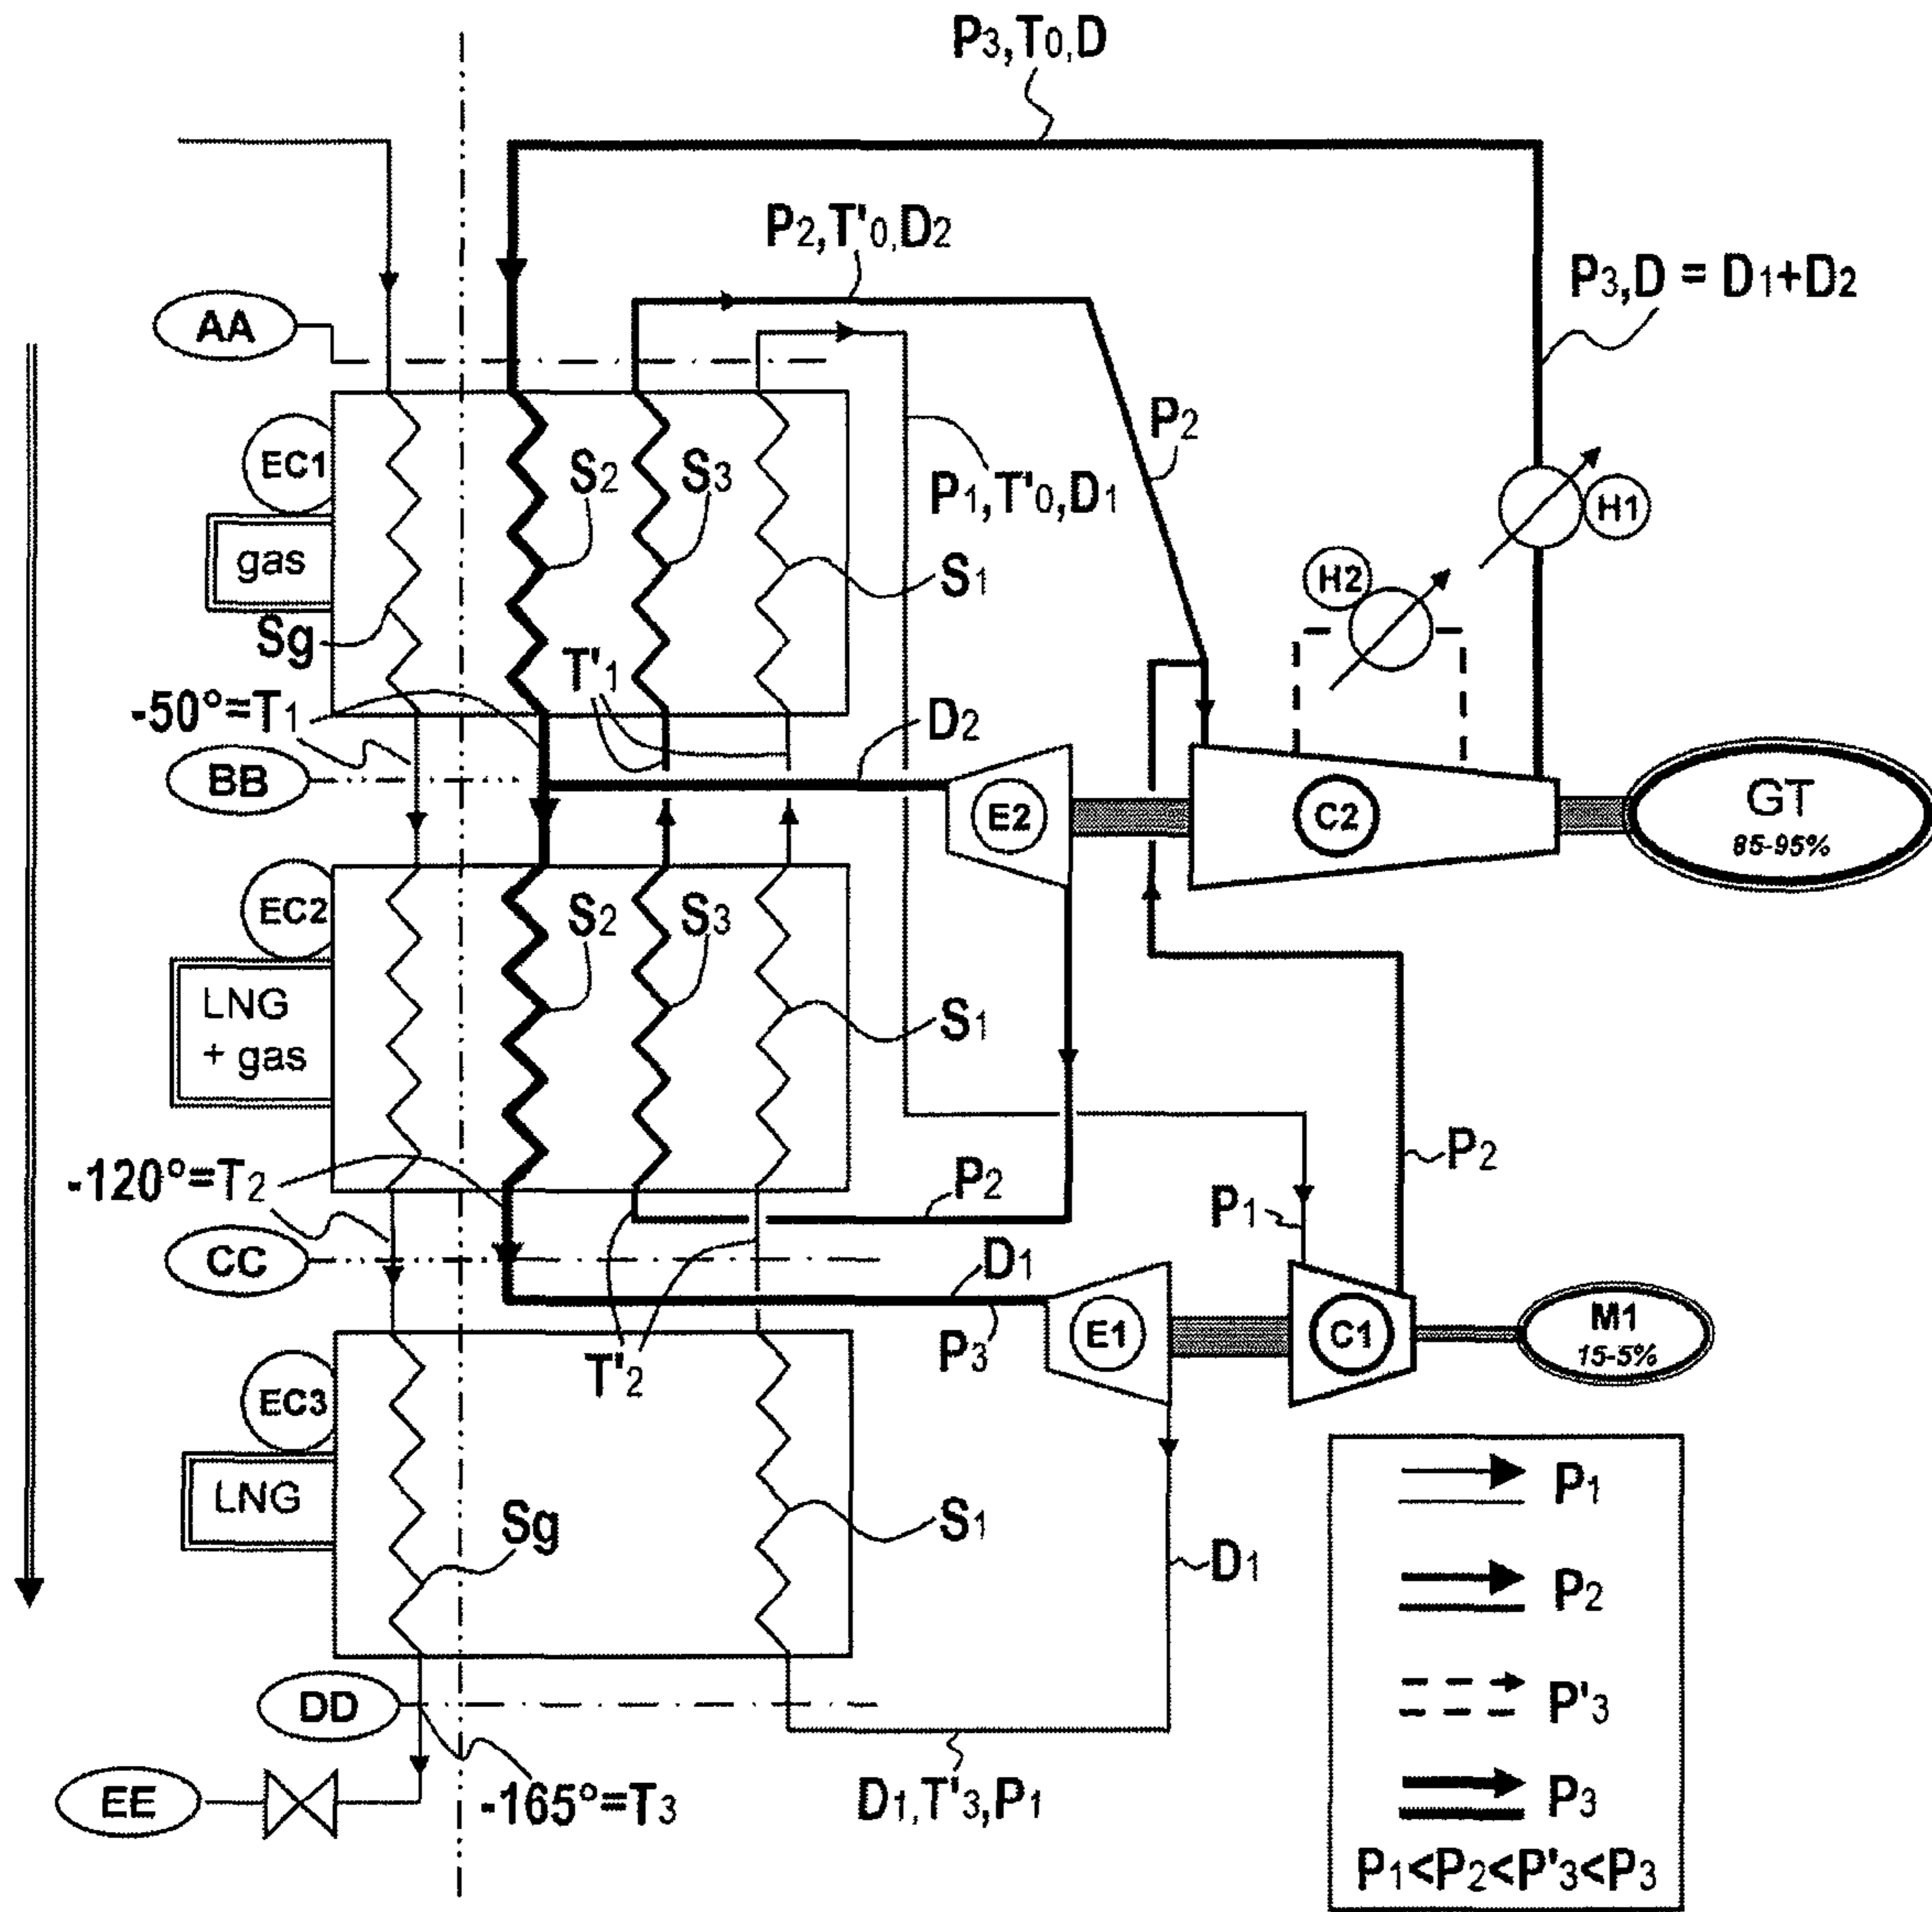 P3,T0,D
P2,T'0,D2
P3,D = D1+D2
AA
P2
EC1
S2
S3
P1,T'0,D1
H1
gas
S1
H2
Sg
T'1
-50°=T1
D2
BB
E2
C2
GT
85-95%
EC2
S2
S3
LNG
+ gas
S1
P2
-120°=T2
P2
P1
CC
D1
E1
C1
M1
15-5%
P3
T'2
EC3
P1
LNG
Sg
S1
D1
P2
DD
P'3
EE
-165°=T3
D1,T'3,P1
P3
P1<P2<P'3<P3